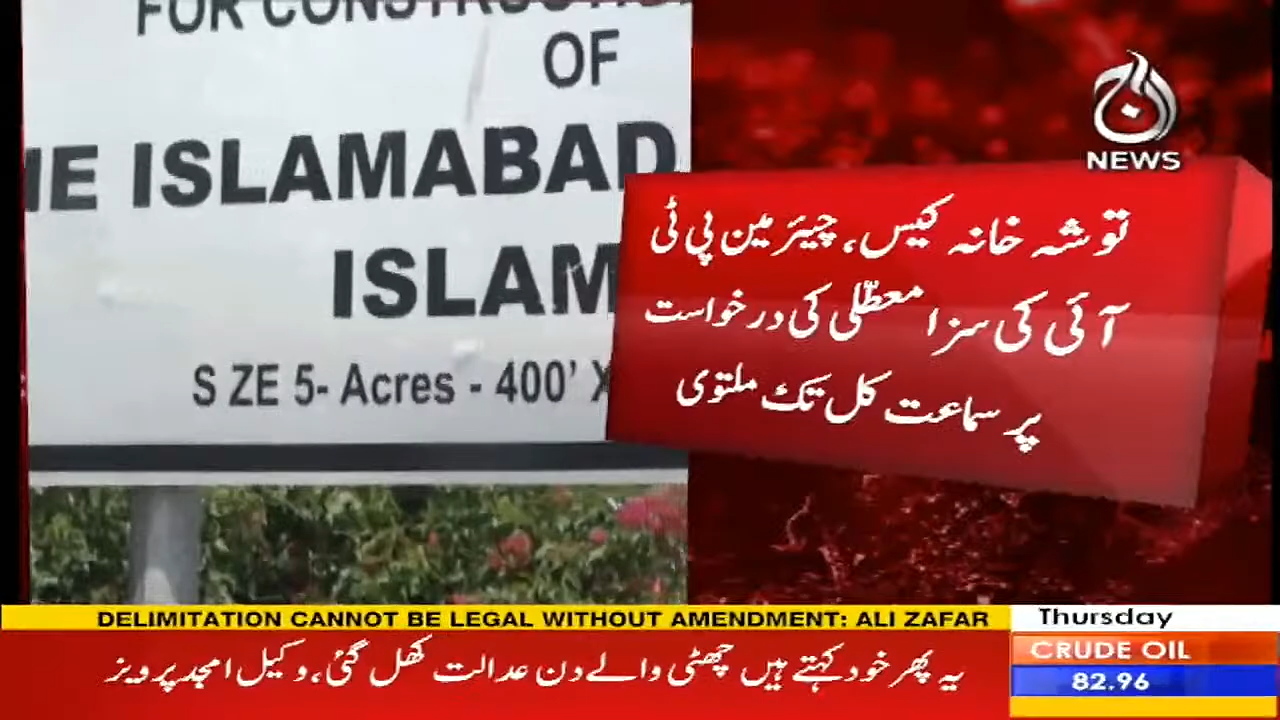 FOR CONSTRUCTIO
OF
HE ISLAMABAD
ISLAM
S ZE 5- Acres - 400' X
NEWS
توشہ خانہ کیس، چیئرمین پی ٹی
آئی کی سزا معطلی کی درخواست
پر سماعت کل تک ملتوی
DELIMITATION CANNOT BE LEGAL WITHOUT AMENDMENT: ALI ZAFAR
Thursday
CRUDE OIL
82.96
یہ پھر خود کہتے ہیں چھٹی والے دن عدالت کھل گئی، وکیل امجد پرویز